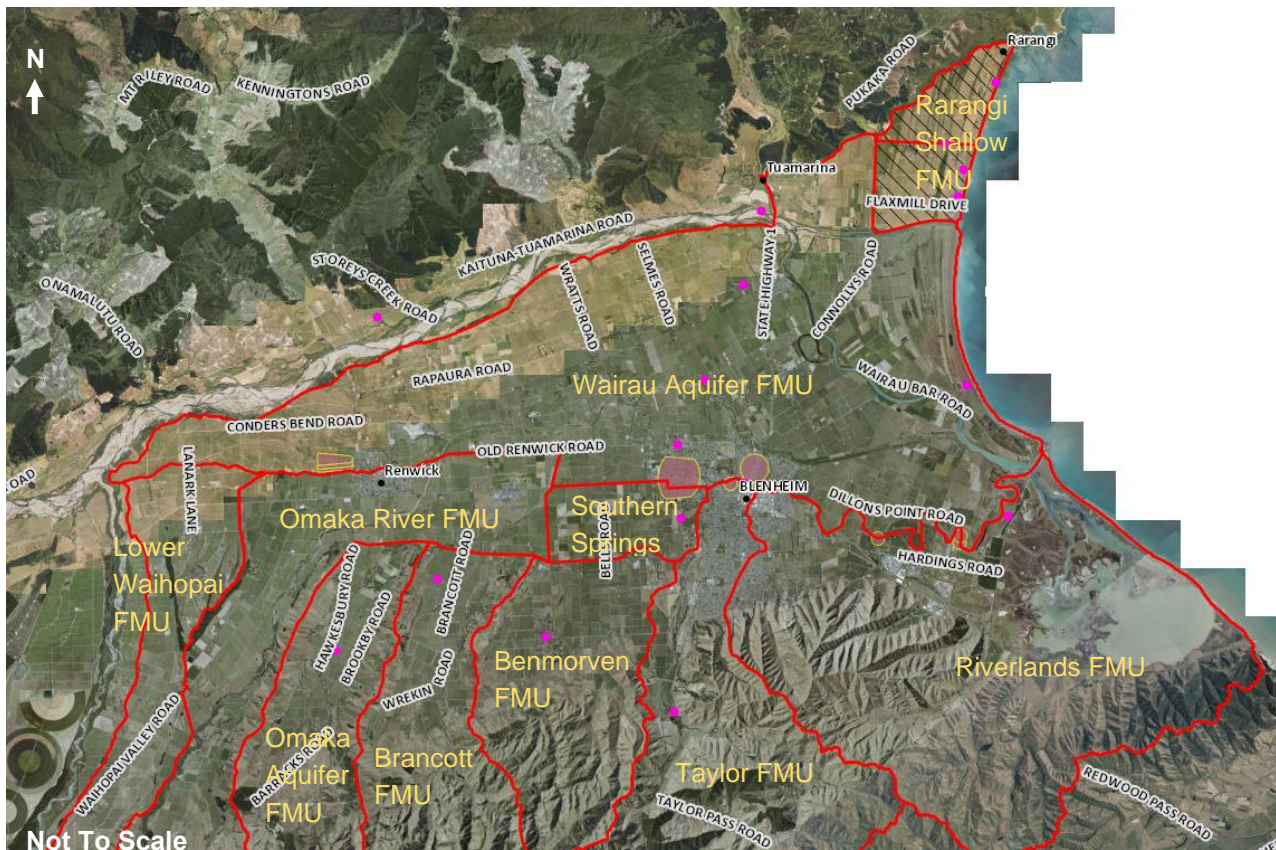 N
Rarangi
PUKAKA ROAD
MT RILEY ROAD
KENNINGTONS ROAD
Rarangi
Shallow
FMU
Tuamarina
FLAXMILL DRIVE
KAITUNA-TUAMARINA ROAD
STOREYS CREEK ROAD
SELMES ROAD
STATE HIGHWAY 1
CONNOLLYS ROAD
ONAMALUTU ROAD
WRATTS ROAD
RAPAURA ROAD
Wairau Aquifer FMU
WAIRAU BAR ROAD
CONDERS BEND ROAD
OLD RENWICK ROAD
LANARK LANE
Renwick
ROAD
BLENHEIM
Omaka River FMU
Southern
Springs
BELLS ROAD
DILLONS POINT ROAD
HARDINGS ROAD
Lower
Waihopai
FMU
HAWKESBURY ROAD
BROOKBY ROAD
BRANCOTT ROAD
WREKIN ROAD
Benmorven
FMU
Riverlands FMU
WAIHOPAI VALLEY ROAD
BARRACKS ROAD
Omaka
Aquifer
FMU
Brancott
FMU
Taylor FMU
TAYLOR PASS ROAD
REDWOOD PASS ROAD
Not To Scale